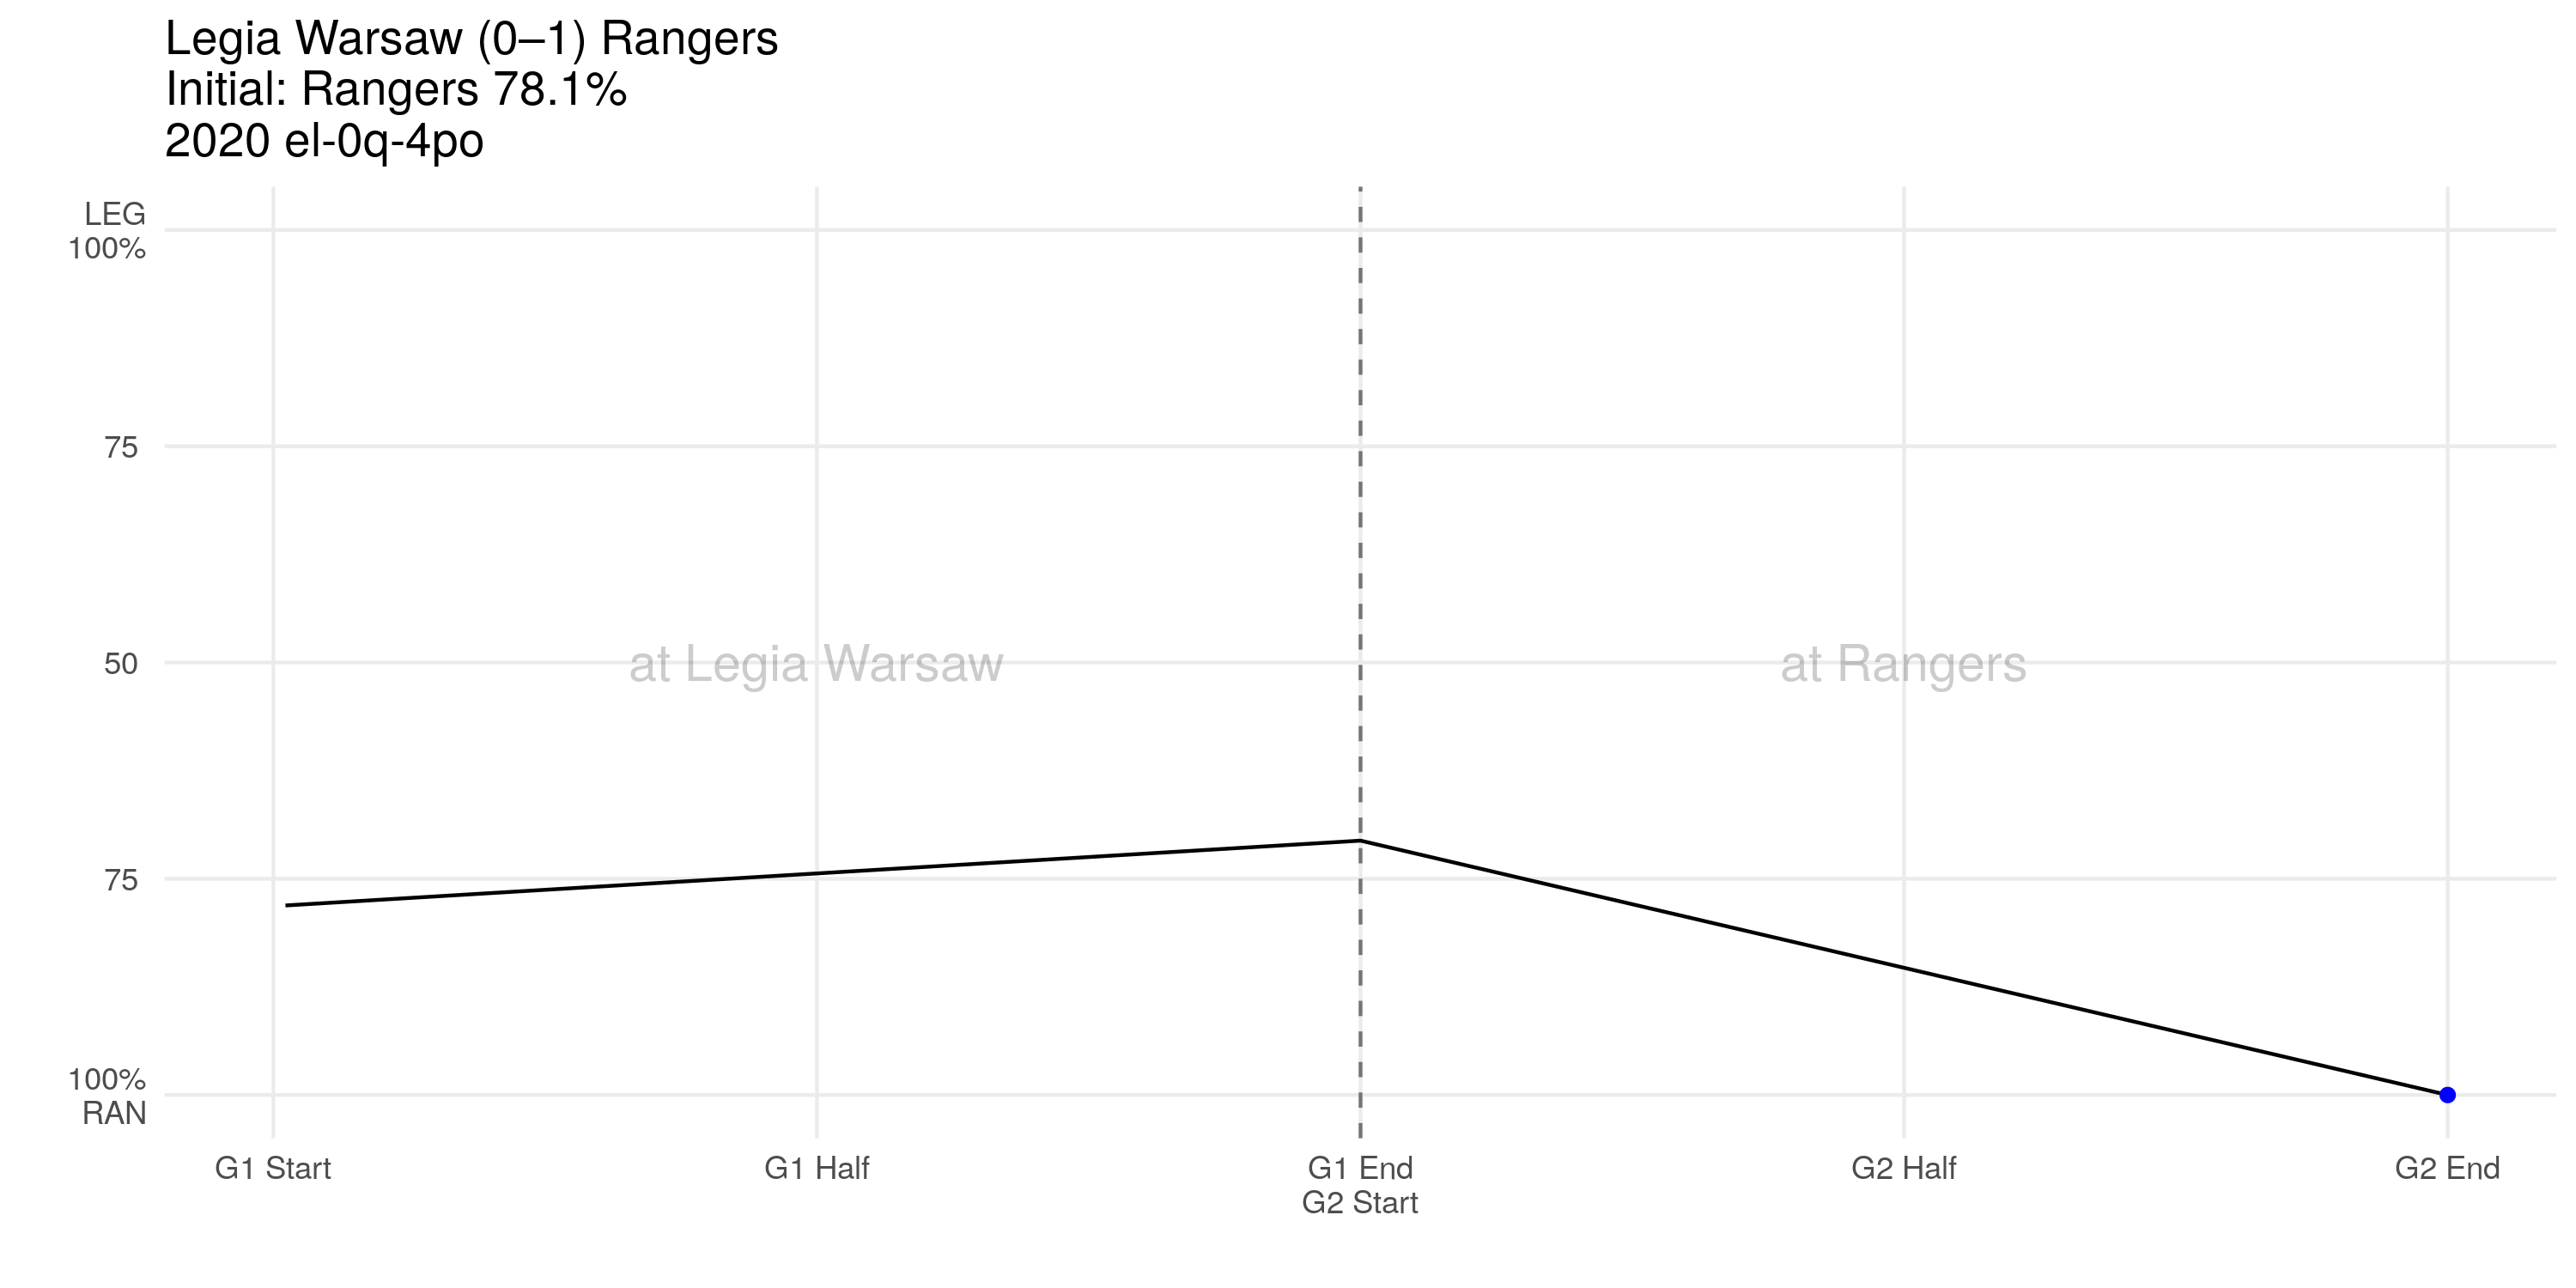 Legia Warsaw (0–1) Rangers
Initial: Rangers 78.1%
2020 el-0q-4po
LEG
100%
75
50
75
100%
RAN
at Legia Warsaw
at Rangers
G1 Start
G1 Half
G1 End
G2 Start
G2 Half
G2 End